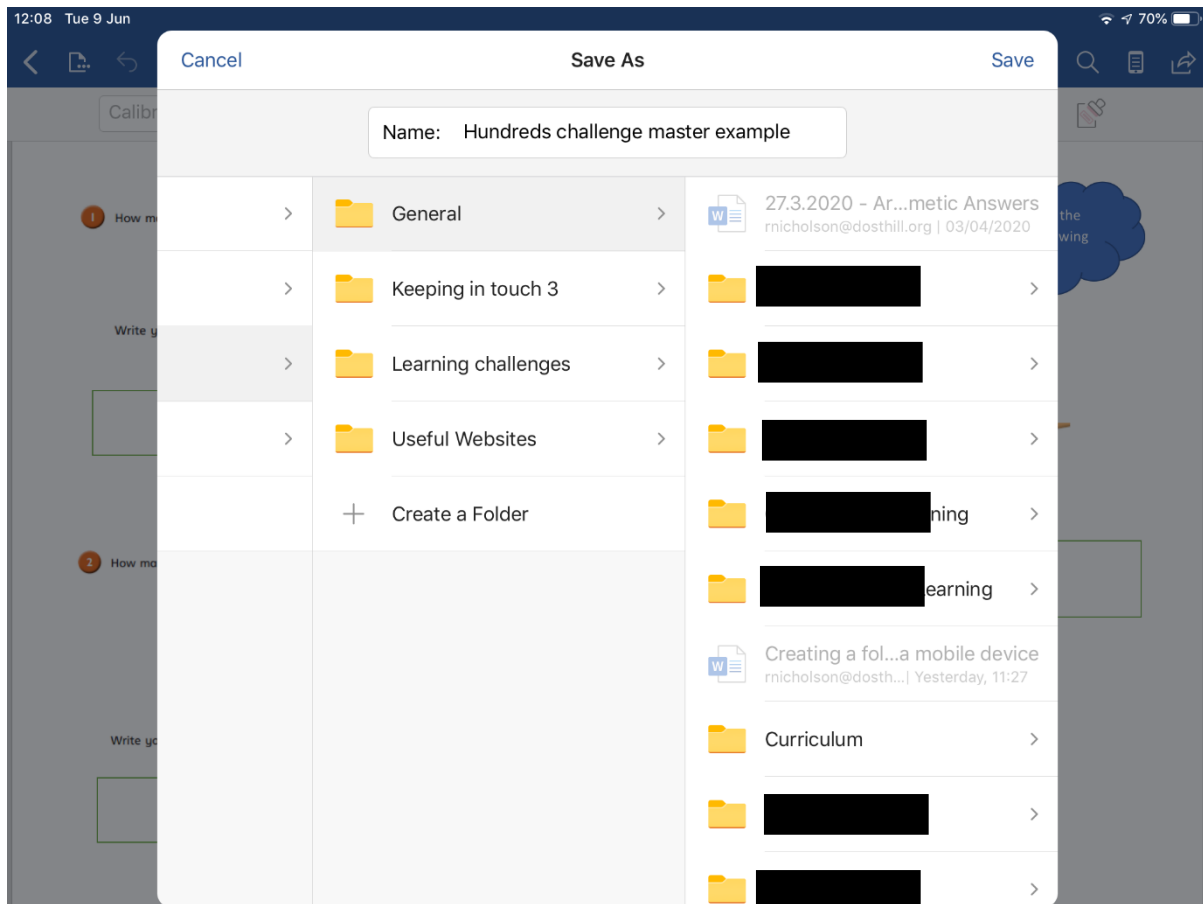 12:08 Tue 9 Jun
70%
Cancel
Save As
Save
Calibr
Name: Hundreds challenge master example
1 How
Write
2 How
Write
the
wing
General
Keeping in touch 3
Learning challenges
Useful Websites
Create a Folder
27.3.2020 - Ar...metic Answers
rnicholson@dosthill.org | 03/04/2020
ning
earning
Creating a fol...a mobile device
rnicholson@dosth...| Yesterday, 11:27
Curriculum